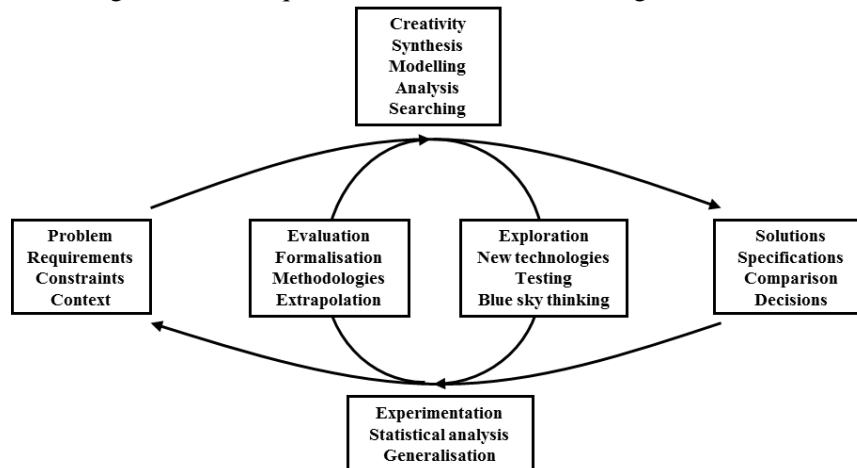 Creativity
Synthesis
Modelling
Analysis
Searching
Problem
Requirements
Constraints
Context
Evaluation
Formalisation
Methodologies
Extrapolation
Exploration
New technologies
Testing
Blue sky thinking
Solutions
Specifications
Comparison
Decisions
Experimentation
Statistical analysis
Generalisation